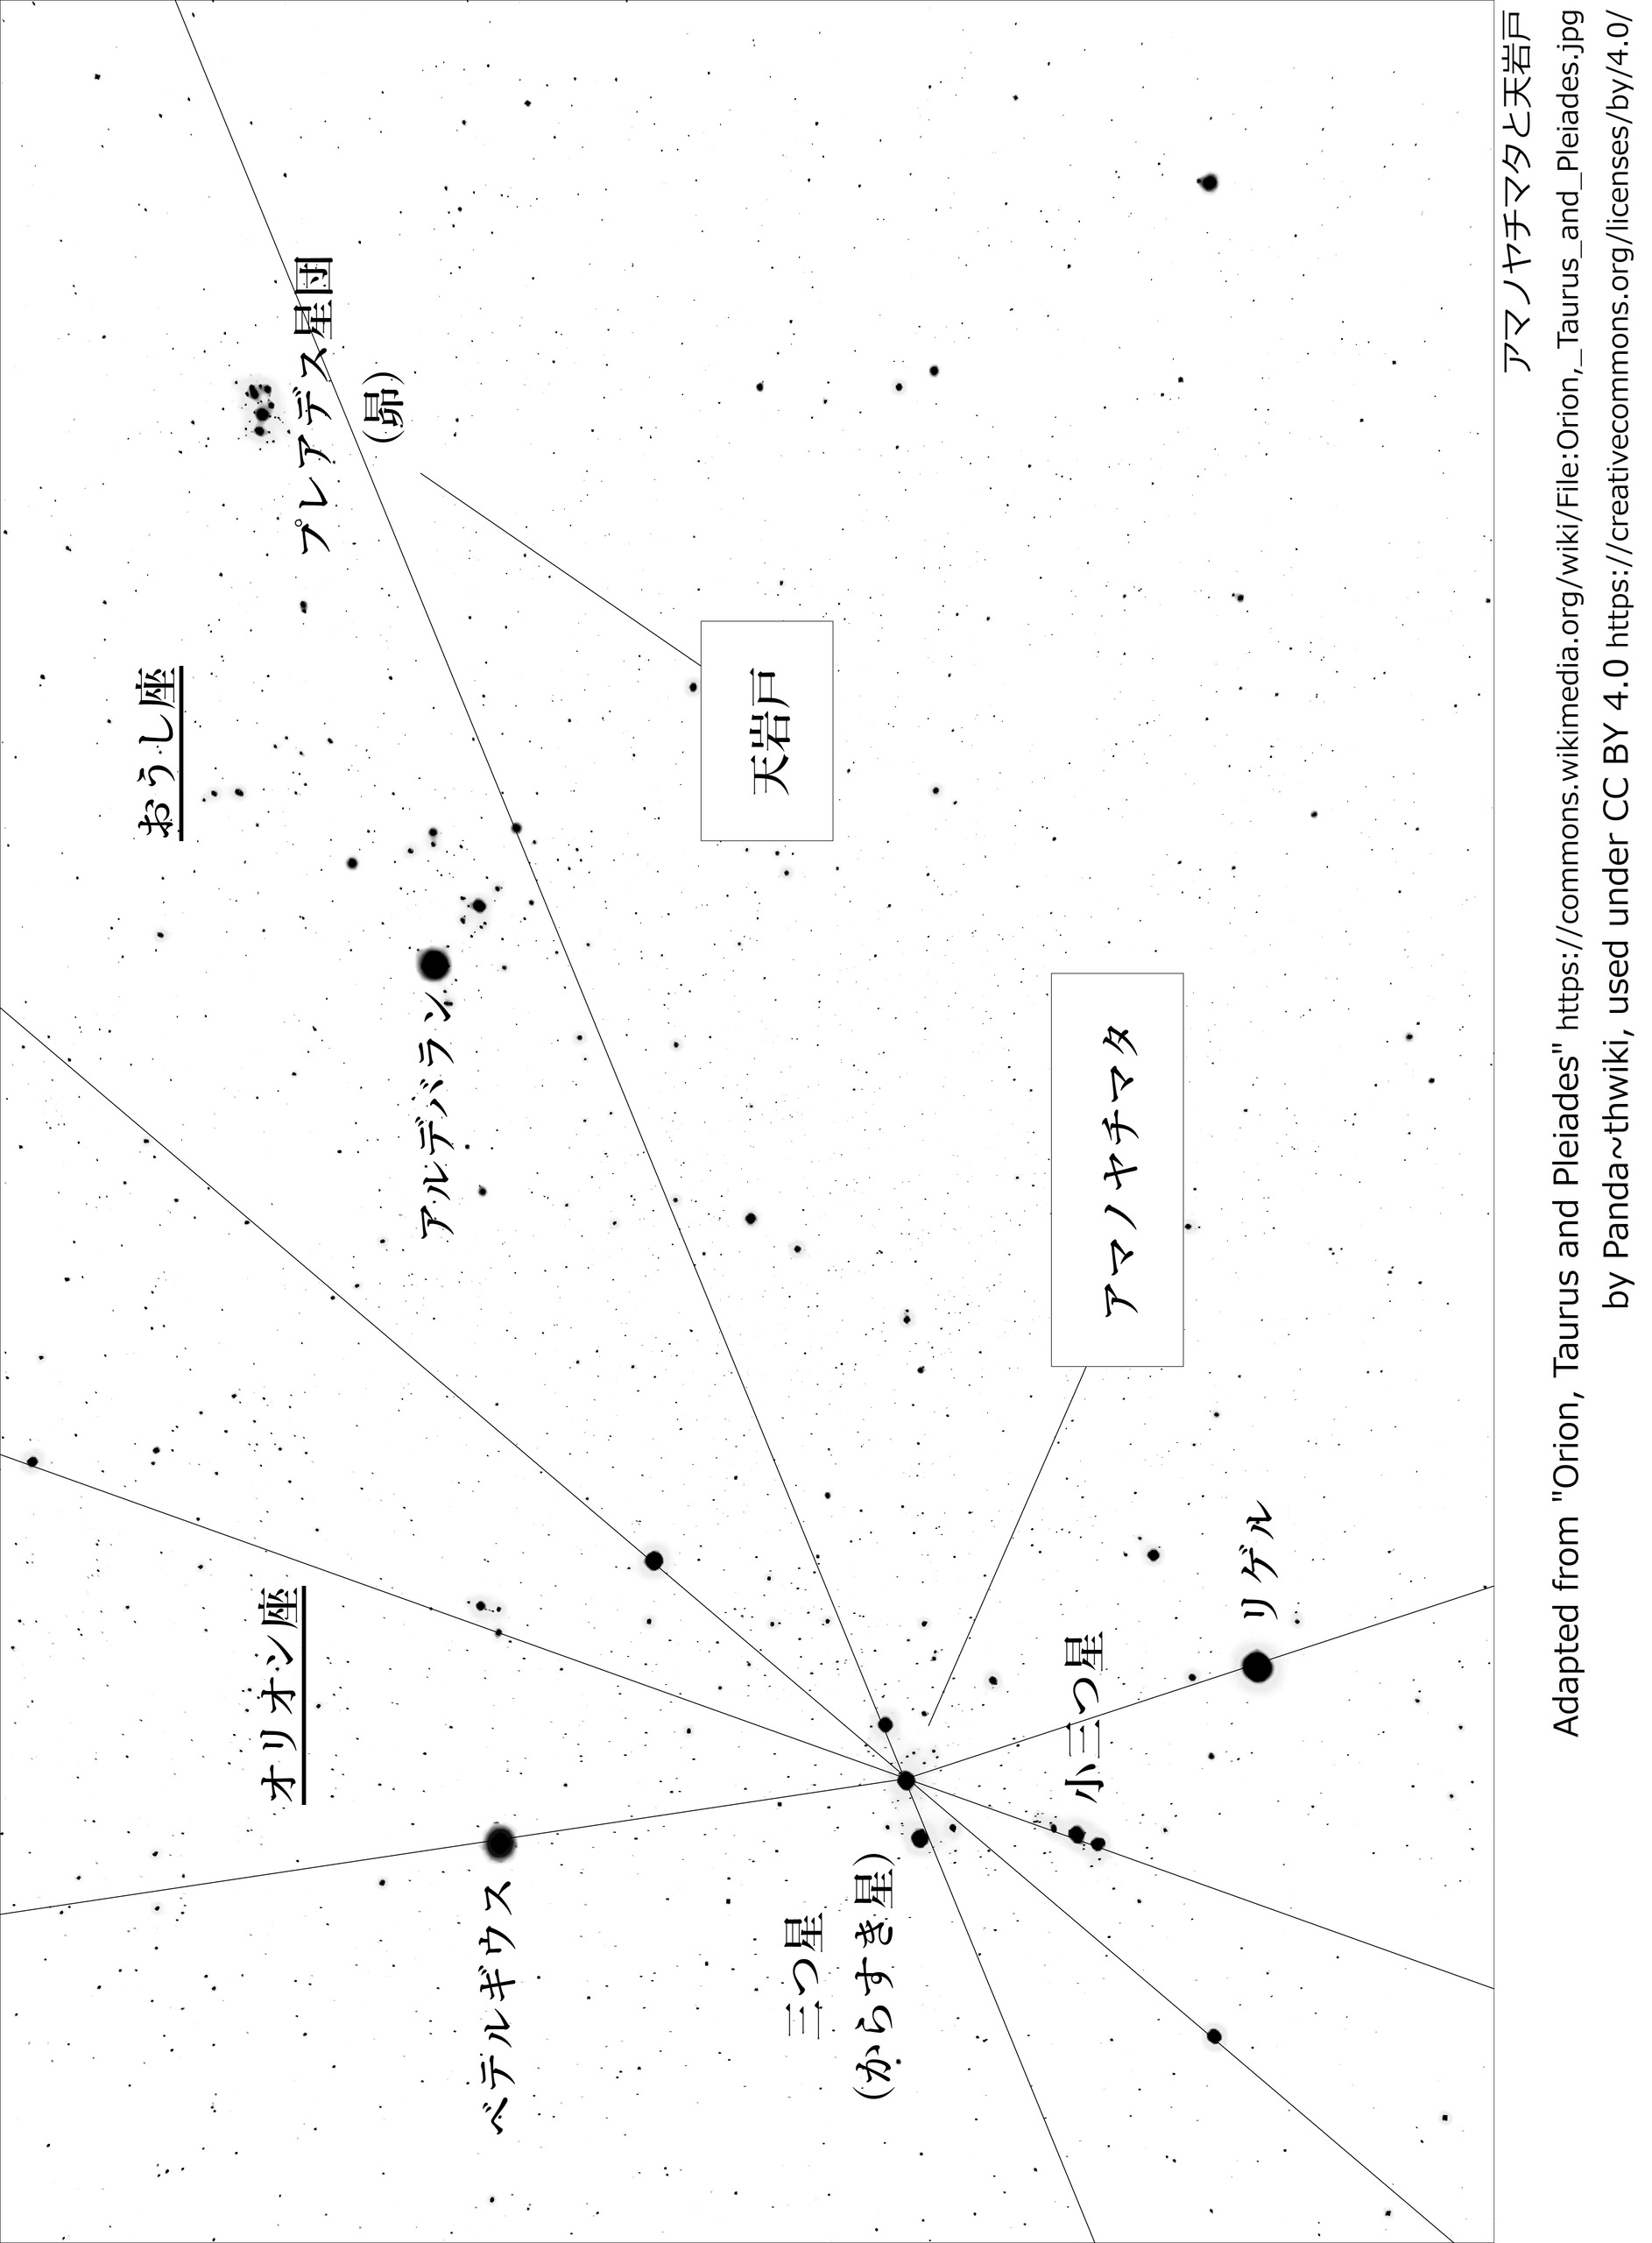 おうし座
プレアデス星団
(昴)
アルデバラン
天岩戸
オリオン座
ベテルギウス
三つ星
(からすき星)
小三つ星
アマノヤチマタ
リゲル
アマノヤチマタと天岩戸
Adapted from "Orion, Taurus and Pleiades" https://commons.wikimedia.org/wiki/File:Orion,_Taurus_and_Pleiades.jpg
by Panda~thwiki, used under CC BY 4.0 https://creativecommons.org/licenses/by/4.0/